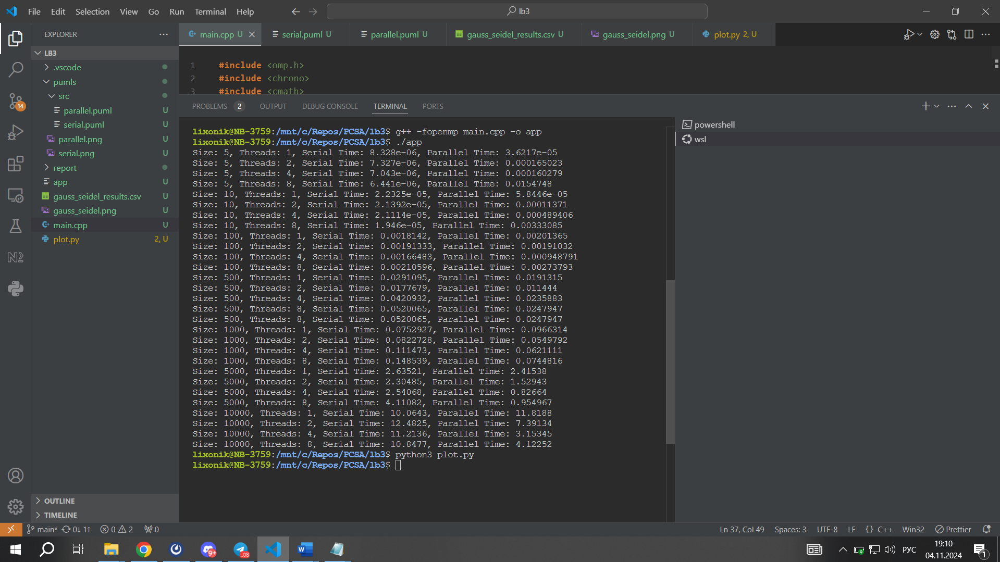 File Edit Selection View Go Run Terminal Help
lb3
EXPLORER
LB3
.vscode
pumls
src
parallel.puml U
serial.puml U
parallel.png U
serial.png U
report
app U
gauss_seidel_results.csv U
gauss_seidel.png U
main.cpp U
plot.py 2, U
14
OUTLINE
TIMELINE
main.cpp U
serial.puml U
parallel.puml U
gauss_seidel_results.csv U
gauss_seidel.png U
plot.py 2, U
1 #include <omp.h>
2 #include <chrono>
3 #include <cmath>
PROBLEMS 2 OUTPUT DEBUG CONSOLE TERMINAL PORTS
lixonik@NB-3759:/mnt/c/Repos/PCSA/lb3$ g++ -fopenmp main.cpp -o app
lixonik@NB-3759:/mnt/c/Repos/PCSA/lb3$ ./app
Size: 5, Threads: 1, Serial Time: 8.328e-06, Parallel Time: 3.6217e-05
Size: 5, Threads: 2, Serial Time: 7.327e-06, Parallel Time: 0.000165023
Size: 5, Threads: 4, Serial Time: 7.043e-06, Parallel Time: 0.000160279
Size: 5, Threads: 8, Serial Time: 6.441e-06, Parallel Time: 0.0154748
Size: 10, Threads: 1, Serial Time: 2.2325e-05, Parallel Time: 5.8446e-05
Size: 10, Threads: 2, Serial Time: 2.1392e-05, Parallel Time: 0.00011371
Size: 10, Threads: 4, Serial Time: 2.1114e-05, Parallel Time: 0.000489406
Size: 10, Threads: 8, Serial Time: 1.946e-05, Parallel Time: 0.00333085
Size: 100, Threads: 1, Serial Time: 0.0018142, Parallel Time: 0.00201365
Size: 100, Threads: 2, Serial Time: 0.00191333, Parallel Time: 0.00191032
Size: 100, Threads: 4, Serial Time: 0.00166483, Parallel Time: 0.000948791
Size: 100, Threads: 8, Serial Time: 0.00210596, Parallel Time: 0.00273793
Size: 500, Threads: 1, Serial Time: 0.0291095, Parallel Time: 0.0191315
Size: 500, Threads: 2, Serial Time: 0.0177679, Parallel Time: 0.011444
Size: 500, Threads: 4, Serial Time: 0.0420932, Parallel Time: 0.0235883
Size: 500, Threads: 8, Serial Time: 0.0520065, Parallel Time: 0.0247947
Size: 500, Threads: 8, Serial Time: 0.0520065, Parallel Time: 0.0247947
Size: 1000, Threads: 1, Serial Time: 0.0752927, Parallel Time: 0.0966314
Size: 1000, Threads: 2, Serial Time: 0.0822728, Parallel Time: 0.0549792
Size: 1000, Threads: 4, Serial Time: 0.111473, Parallel Time: 0.0621111
Size: 1000, Threads: 8, Serial Time: 0.148539, Parallel Time: 0.0744816
Size: 5000, Threads: 1, Serial Time: 2.63521, Parallel Time: 2.41538
Size: 5000, Threads: 2, Serial Time: 2.30485, Parallel Time: 1.52943
Size: 5000, Threads: 4, Serial Time: 2.54068, Parallel Time: 0.82664
Size: 5000, Threads: 8, Serial Time: 4.11082, Parallel Time: 0.954967
Size: 10000, Threads: 1, Serial Time: 10.0643, Parallel Time: 11.8188
Size: 10000, Threads: 2, Serial Time: 12.4825, Parallel Time: 7.39134
Size: 10000, Threads: 4, Serial Time: 11.2136, Parallel Time: 3.15345
Size: 10000, Threads: 8, Serial Time: 10.8477, Parallel Time: 4.12252
lixonik@NB-3759:/mnt/c/Repos/PCSA/lb3$ python3 plot.py
lixonik@NB-3759:/mnt/c/Repos/PCSA/lb3$
powershell
wsl
main* 0↓ 1↑ 0 2 0
Ln 37, Col 49 Spaces: 3 UTF-8 LF {} C++ Win32 Prettier
9+
..08
W
РУС
19:10
04.11.2024
1